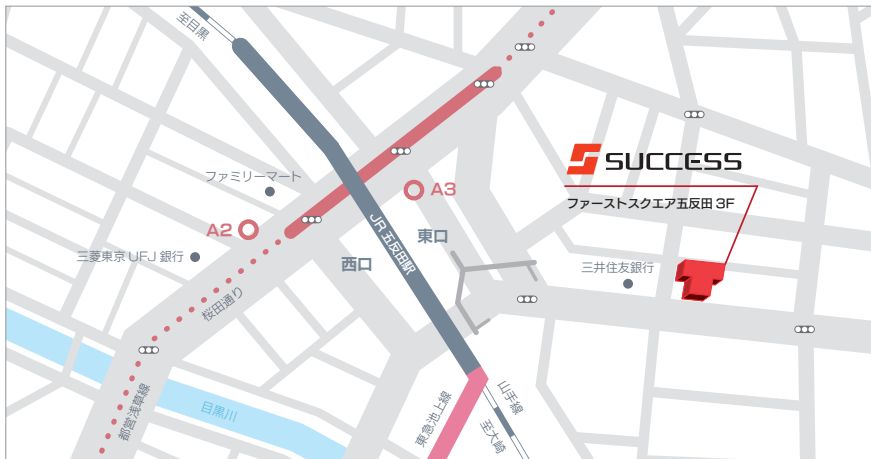 至目黒
SUCCESS
ファーストスクエア五反田 3F
ファミリーマート
A3
A2
東口
JR 五反田駅
西口
三菱東京 UFJ 銀行
三井住友銀行
桜田通り
都営浅草線
目黒川
東急池上線
山手線
至大崎